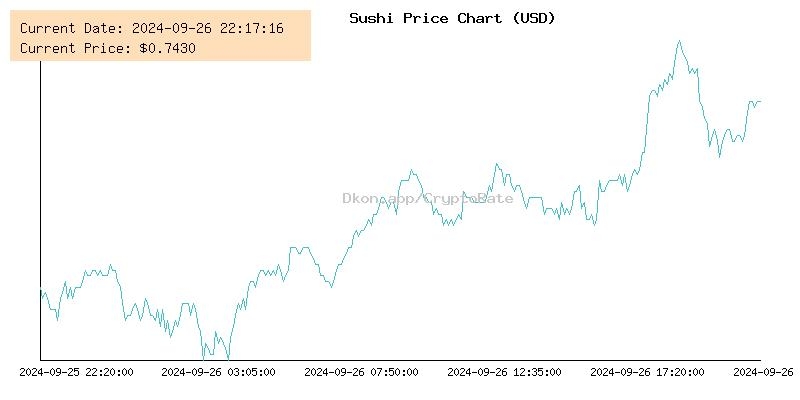 Sushi Price Chart (USD)
Current Date: 2024-09-26 22:17:16
Current Price: $0.7430
Dkon.app/CryptoRate
2024-09-25 22:20:00 2024-09-26 03:05:00 2024-09-26 07:50:00 2024-09-26 12:35:00 2024-09-26 17:20:00 2024-09-26